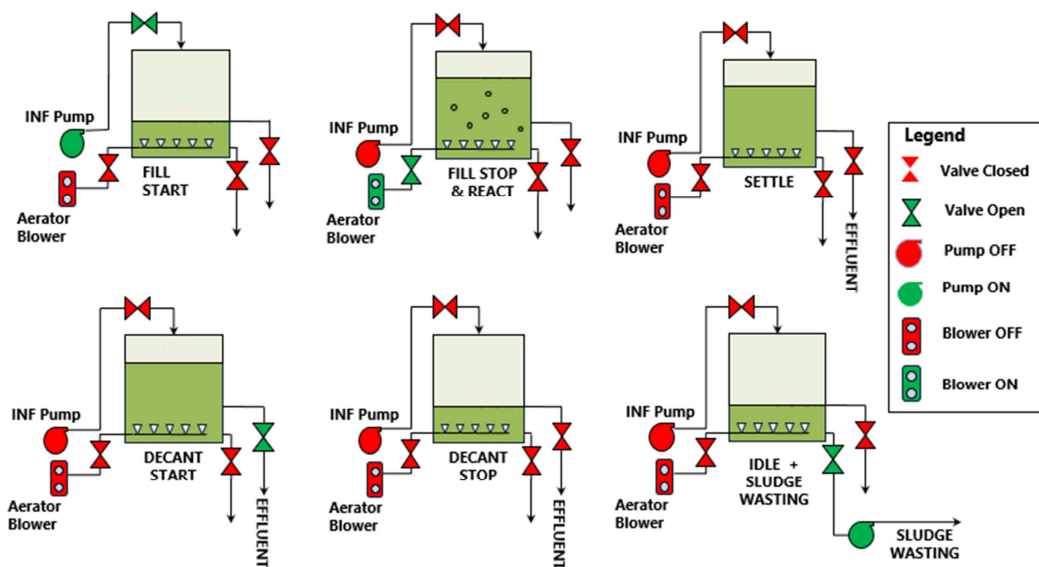 INF Pump
Aerator
Blower
FILL
START
INF Pump
Aerator
Blower
FILL STOP
& REACT
INF Pump
Aerator
Blower
SETTLE
EFFLUENT
INF Pump
Aerator
Blower
DECANT
START
EFFLUENT
INF Pump
Aerator
Blower
DECANT
STOP
EFFLUENT
INF Pump
Aerator
Blower
IDLE +
SLUDGE
WASTING
SLUDGE
WASTING
Legend
Valve Closed
Valve Open
Pump OFF
Pump ON
Blower OFF
Blower ON